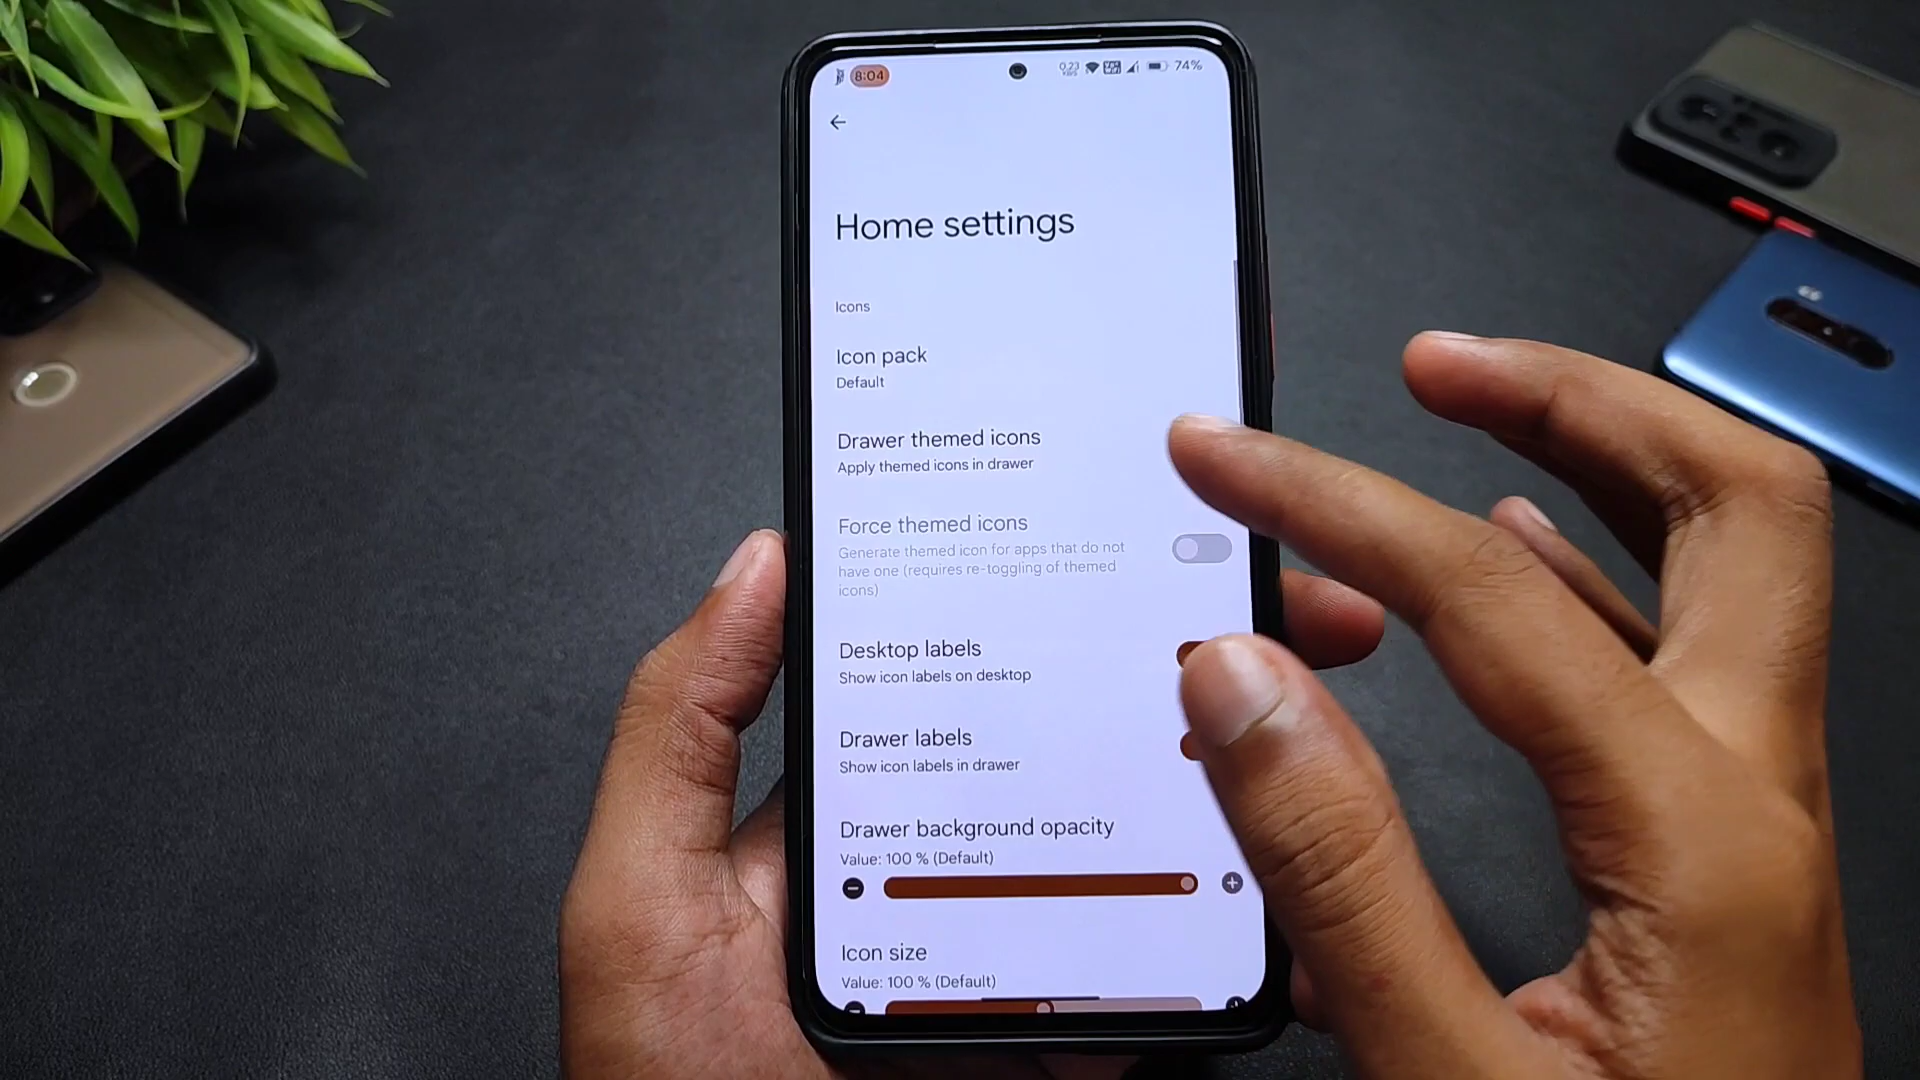 8:04
0.23
KB/S
74%
Home settings
Icons
Icon pack
Default
Drawer themed icons
Apply themed icons in drawer
Force themed icons
Generate themed icon for apps that do not
have one (requires re-toggling of themed
icons)
Desktop labels
Show icon labels on desktop
Drawer labels
Show icon labels in drawer
Drawer background opacity
Value: 100 % (Default)
Icon size
Value: 100 % (Default)